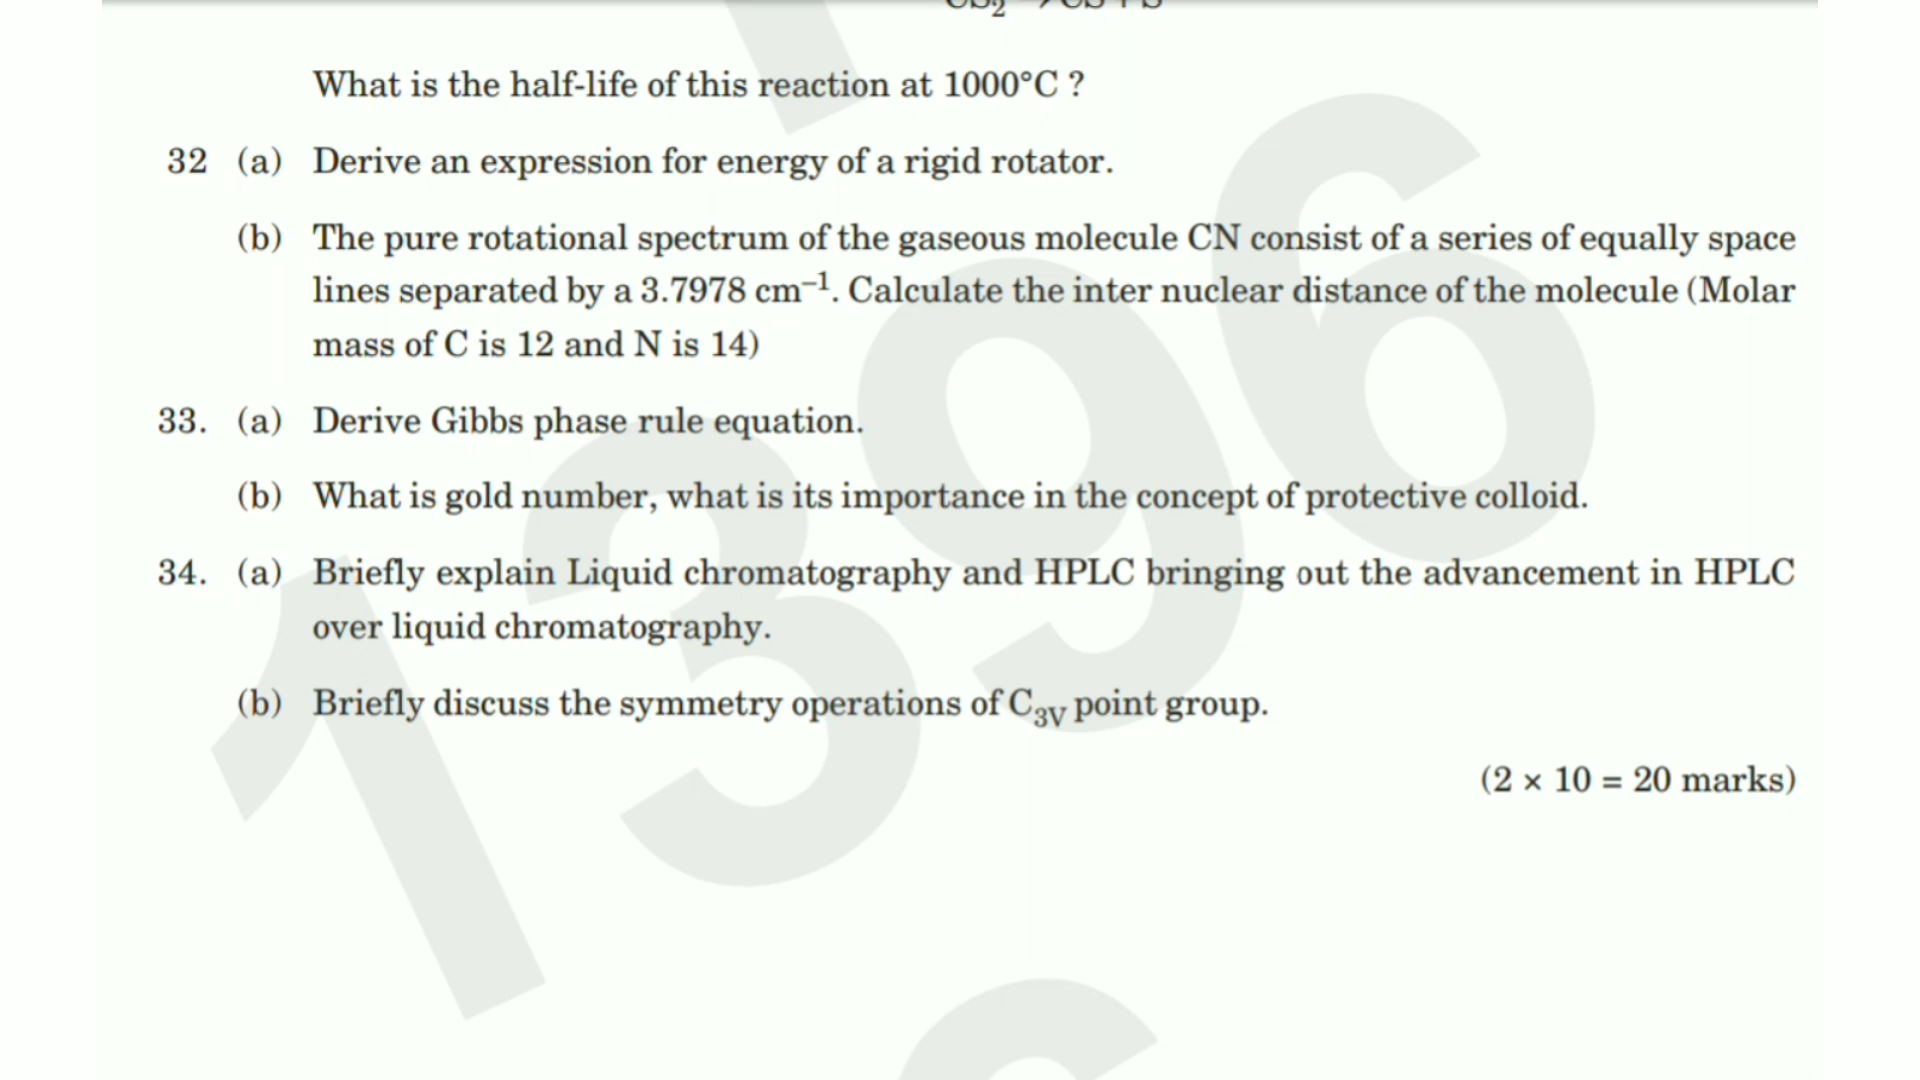 What is the half-life of this reaction at 1000°C ?
32 (a) Derive an expression for energy of a rigid rotator.
(b) The pure rotational spectrum of the gaseous molecule CN consist of a series of equally space
lines separated by a 3.7978 cm⁻¹. Calculate the inter nuclear distance of the molecule (Molar
mass of C is 12 and N is 14)
33. (a) Derive Gibbs phase rule equation.
(b) What is gold number, what is its importance in the concept of protective colloid.
34. (a) Briefly explain Liquid chromatography and HPLC bringing out the advancement in HPLC
over liquid chromatography.
(b) Briefly discuss the symmetry operations of C₃V point group.
(2 × 10 = 20 marks)
1396